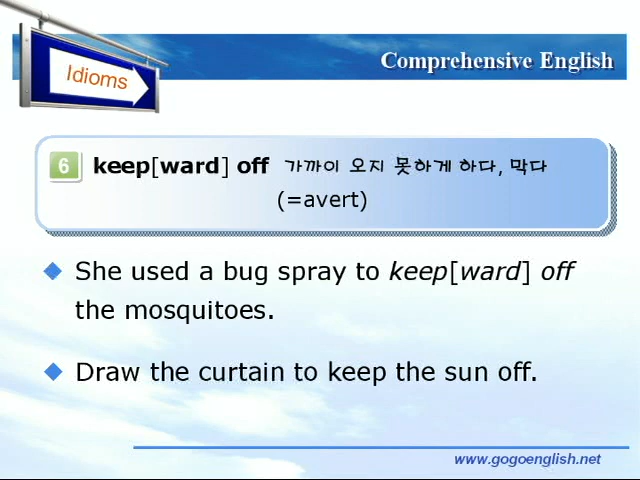 Idioms
Comprehensive English
6 keep[ward] off 가까이 오지 못하게 하다, 막다
(=avert)
She used a bug spray to keep[ward] off
the mosquitoes.
Draw the curtain to keep the sun off.
www.gogoenglish.net